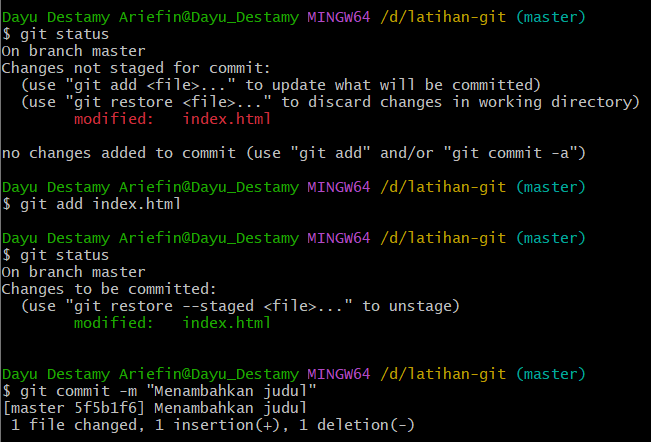 Dayu Destamy Ariefin@Dayu_Destamy MINGW64 /d/latihan-git (master)
$ git status
On branch master
Changes not staged for commit:
  (use "git add <file>..." to update what will be committed)
  (use "git restore <file>..." to discard changes in working directory)
        modified:   index.html

no changes added to commit (use "git add" and/or "git commit -a")

Dayu Destamy Ariefin@Dayu_Destamy MINGW64 /d/latihan-git (master)
$ git add index.html

Dayu Destamy Ariefin@Dayu_Destamy MINGW64 /d/latihan-git (master)
$ git status
On branch master
Changes to be committed:
  (use "git restore --staged <file>..." to unstage)
        modified:   index.html


Dayu Destamy Ariefin@Dayu_Destamy MINGW64 /d/latihan-git (master)
$ git commit -m "Menambahkan judul"
[master 5f5b1f6] Menambahkan judul
 1 file changed, 1 insertion(+), 1 deletion(-)